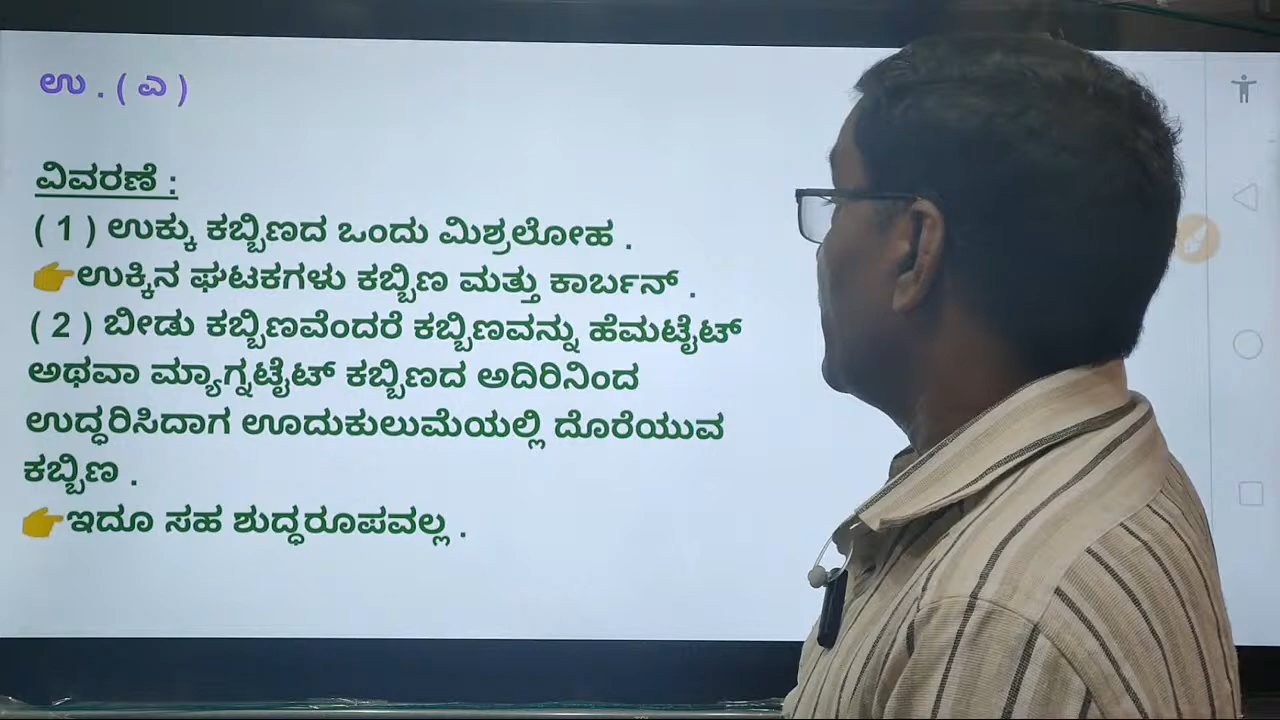 ಉ . ( ಎ )
ವಿವರಣೆ :
( 1 ) ಉಕ್ಕು ಕಬ್ಬಿಣದ ಒಂದು ಮಿಶ್ರಲೋಹ .
👉ಉಕ್ಕಿನ ಘಟಕಗಳು ಕಬ್ಬಿಣ ಮತ್ತು ಕಾರ್ಬನ್ .
( 2 ) ಬೀಡು ಕಬ್ಬಿಣವೆಂದರೆ ಕಬ್ಬಿಣವನ್ನು ಹೆಮಟೈಟ್
ಅಥವಾ ಮ್ಯಾಗ್ನಟೈಟ್ ಕಬ್ಬಿಣದ ಅದಿರಿನಿಂದ
ಉದ್ಧರಿಸಿದಾಗ ಊದುಕುಲುಮೆಯಲ್ಲಿ ದೊರೆಯುವ
ಕಬ್ಬಿಣ .
👉ಇದೂ ಸಹ ಶುದ್ಧರೂಪವಲ್ಲ .